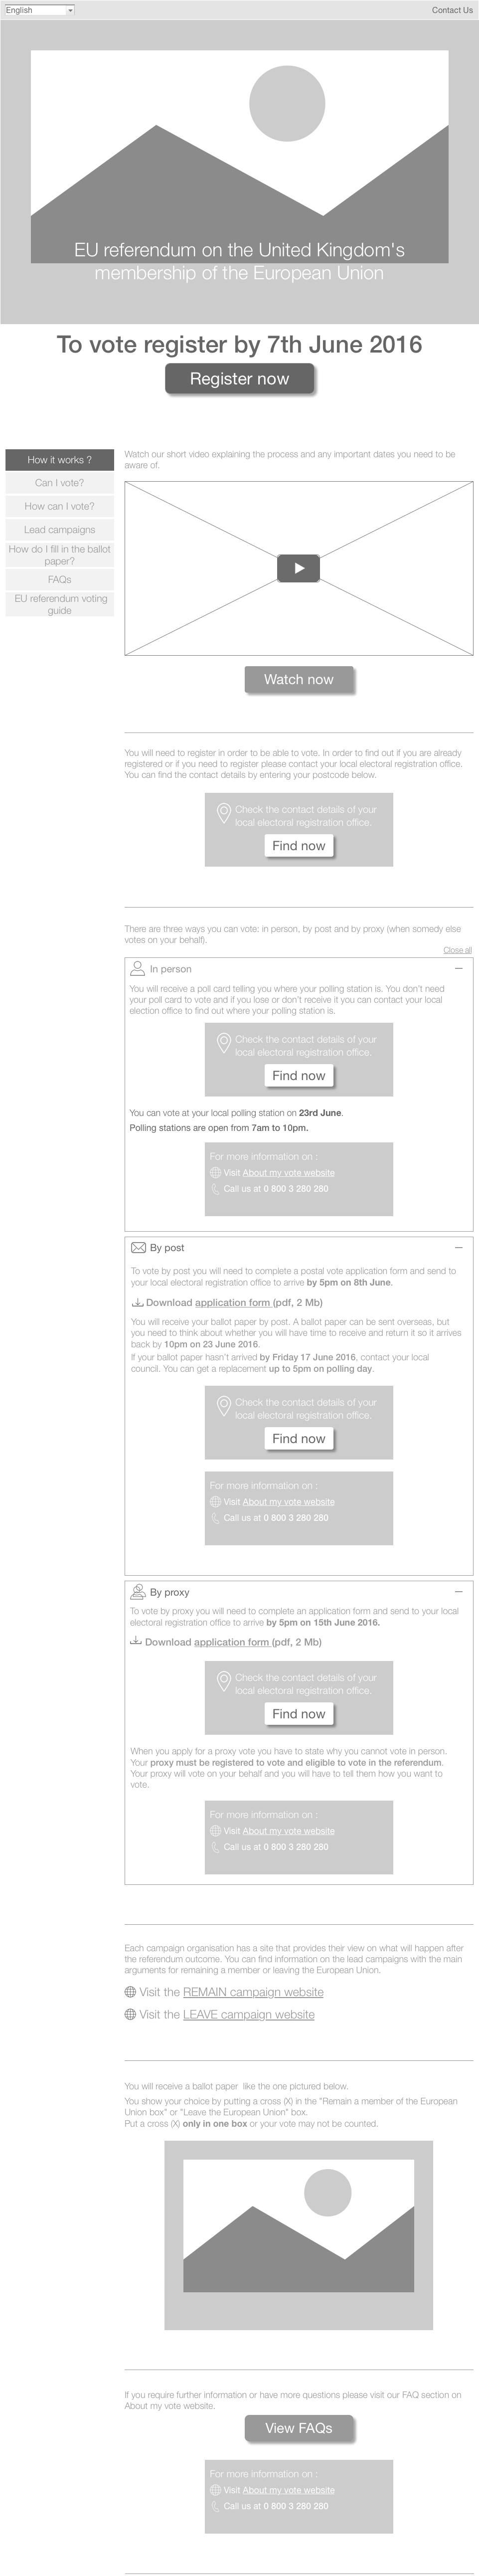 English
Contact Us
EU referendum on the United Kingdom's
membership of the European Union
To vote register by 7th June 2016
Register now
How it works ?
Can I vote?
How can I vote?
Lead campaigns
How do I fill in the ballot
paper?
FAQs
EU referendum voting
guide
Watch our short video explaining the process and any important dates you need to be
aware of.
Watch now
You will need to register in order to be able to vote. In order to find out if you are already
registered or if you need to register please contact your local electoral registration office.
You can find the contact details by entering your postcode below.
Check the contact details of your
local electoral registration office.
Find now
There are three ways you can vote: in person, by post and by proxy (when somedy else
votes on your behalf).
Close all
In person
You will receive a poll card telling you where your polling station is. You don't need
your poll card to vote and if you lose or don't receive it you can contact your local
election office to find out where your polling station is.
Check the contact details of your
local electoral registration office.
Find now
You can vote at your local polling station on 23rd June.
Polling stations are open from 7am to 10pm.
For more information on :
Visit About my vote website
Call us at 0 800 3 280 280
By post
To vote by post you will need to complete a postal vote application form and send to
your local electoral registration office to arrive by 5pm on 8th June.
Download application form (pdf, 2 Mb)
You will receive your ballot paper by post. A ballot paper can be sent overseas, but
you need to think about whether you will have time to receive and return it so it arrives
back by 10pm on 23 June 2016.
If your ballot paper hasn't arrived by Friday 17 June 2016, contact your local
council. You can get a replacement up to 5pm on polling day.
Check the contact details of your
local electoral registration office.
Find now
For more information on :
Visit About my vote website
Call us at 0 800 3 280 280
By proxy
To vote by proxy you will need to complete an application form and send to your local
electoral registration office to arrive by 5pm on 15th June 2016.
Download application form (pdf, 2 Mb)
Check the contact details of your
local electoral registration office.
Find now
When you apply for a proxy vote you have to state why you cannot vote in person.
Your proxy must be registered to vote and eligible to vote in the referendum.
Your proxy will vote on your behalf and you will have to tell them how you want to
vote.
For more information on :
Visit About my vote website
Call us at 0 800 3 280 280
Each campaign organisation has a site that provides their view on what will happen after
the referendum outcome. You can find information on the lead campaigns with the main
arguments for remaining a member or leaving the European Union.
Visit the REMAIN campaign website
Visit the LEAVE campaign website
You will receive a ballot paper like the one pictured below.
You show your choice by putting a cross (X) in the "Remain a member of the European
Union box" or "Leave the European Union" box.
Put a cross (X) only in one box or your vote may not be counted.
If you require further information or have more questions please visit our FAQ section on
About my vote website.
View FAQs
For more information on :
Visit About my vote website
Call us at 0 800 3 280 280